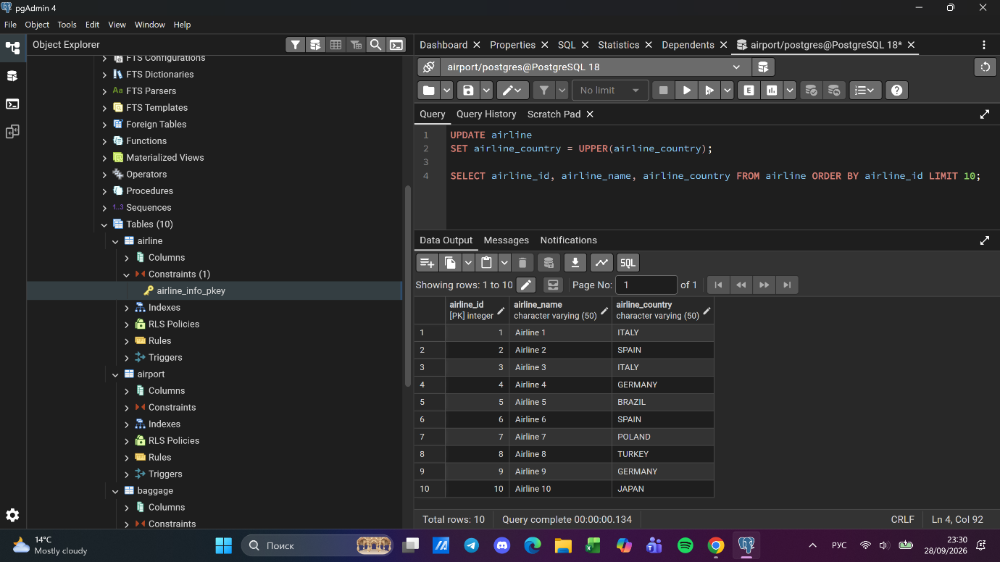 pgAdmin 4
File Object Tools Edit View Window Help
Object Explorer
FTS Configurations
FTS Dictionaries
Aa FTS Parsers
FTS Templates
Foreign Tables
Functions
Materialized Views
Operators
Procedures
1..3 Sequences
Tables (10)
airline
Columns
Constraints (1)
airline_info_pkey
Indexes
RLS Policies
Rules
Triggers
airport
Columns
Constraints
Indexes
RLS Policies
Rules
Triggers
baggage
Columns
Constraints
Dashboard Properties SQL Statistics Dependents airport/postgres@PostgreSQL 18*
airport/postgres@PostgreSQL 18
No limit E
Query Query History Scratch Pad
1 UPDATE airline
2 SET airline_country = UPPER(airline_country);
3
4 SELECT airline_id, airline_name, airline_country FROM airline ORDER BY airline_id LIMIT 10;
Data Output Messages Notifications
SQL
Showing rows: 1 to 10 Page No: 1 of 1
airline_id airline_name airline_country
[PK] integer character varying (50) character varying (50)
1 1 Airline 1 ITALY
2 2 Airline 2 SPAIN
3 3 Airline 3 ITALY
4 4 Airline 4 GERMANY
5 5 Airline 5 BRAZIL
6 6 Airline 6 SPAIN
7 7 Airline 7 POLAND
8 8 Airline 8 TURKEY
9 9 Airline 9 GERMANY
10 10 Airline 10 JAPAN
Total rows: 10 Query complete 00:00:00.134 CRLF Ln 4, Col 92
14°C
Mostly cloudy
Поиск
РУС
23:30
28/09/2026